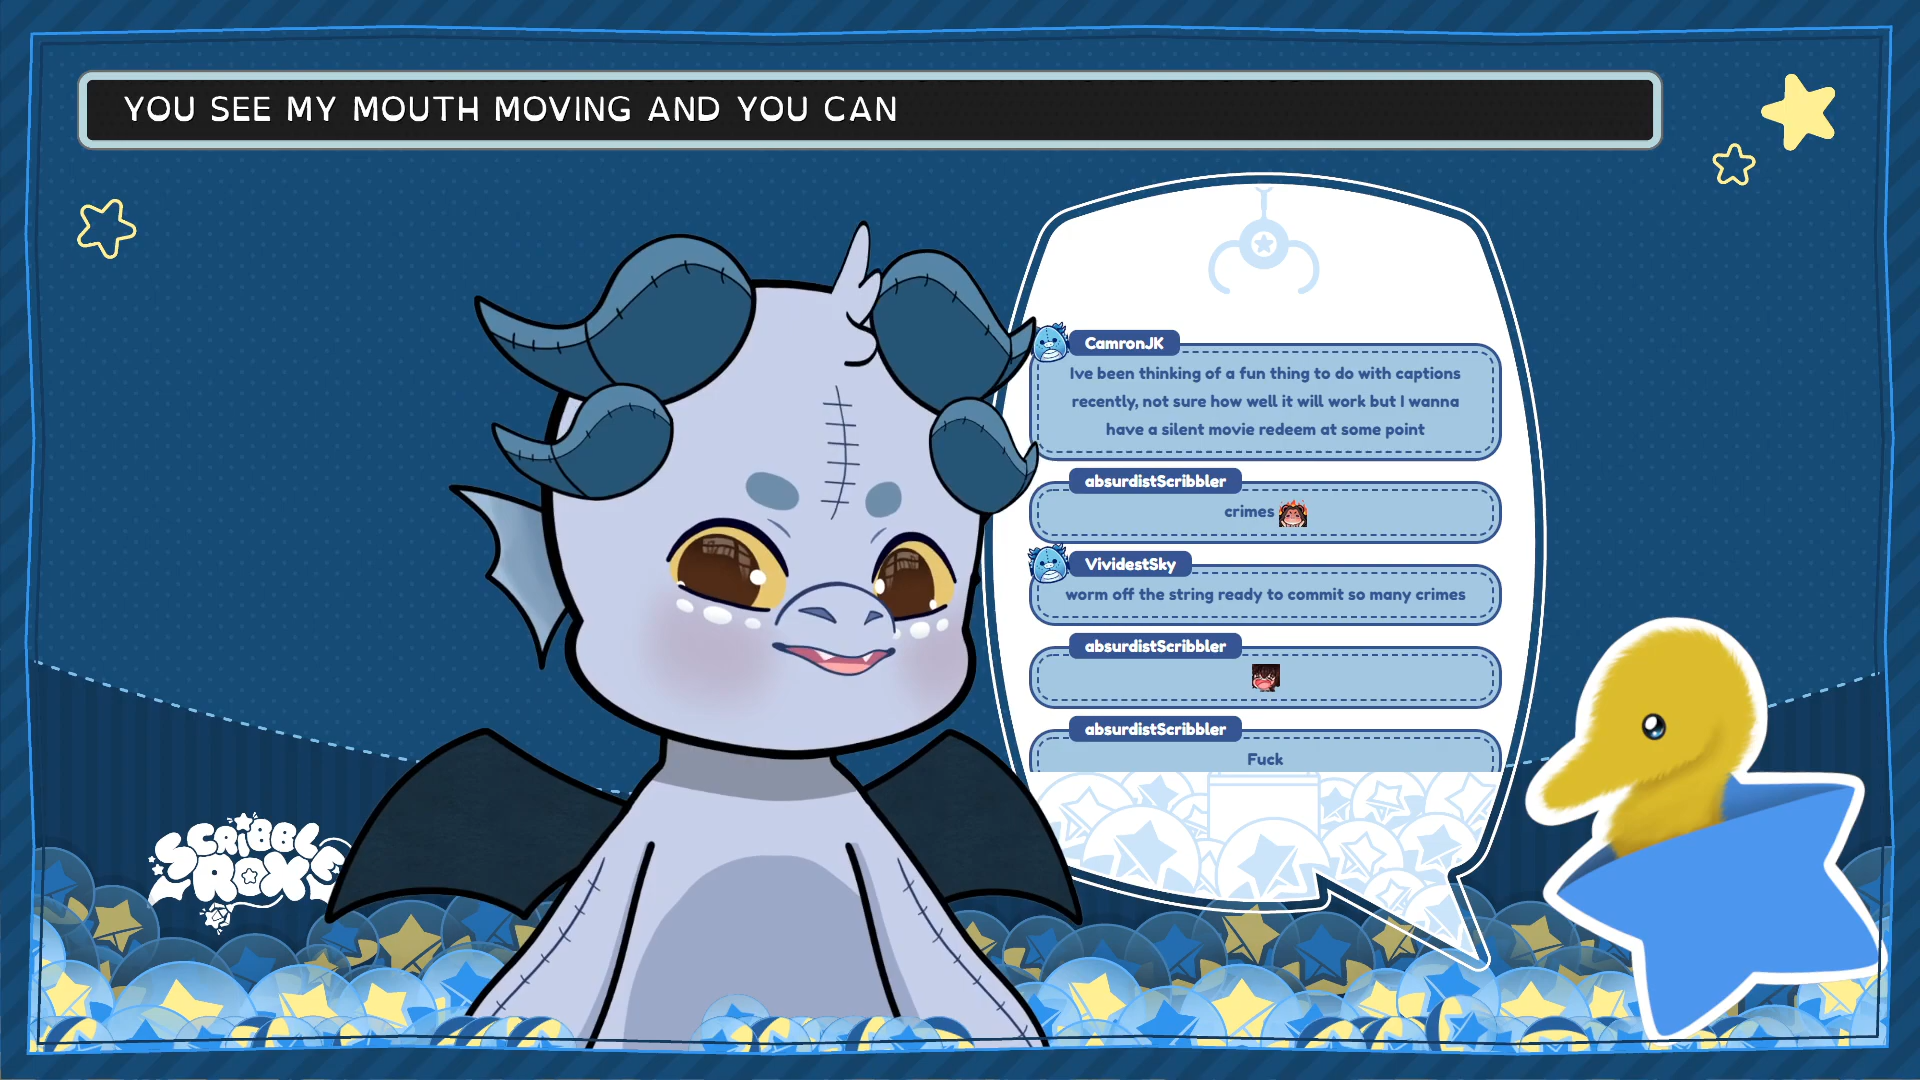 YOU SEE MY MOUTH MOVING AND YOU CAN
CamronJK
Ive been thinking of a fun thing to do with captions
recently, not sure how well it will work but I wanna
have a silent movie redeem at some point
absurdistScribbler
crimes
VividestSky
worm off the string ready to commit so many crimes
absurdistScribbler
absurdistScribbler
Fuck
SCRIBBLE
ROXE